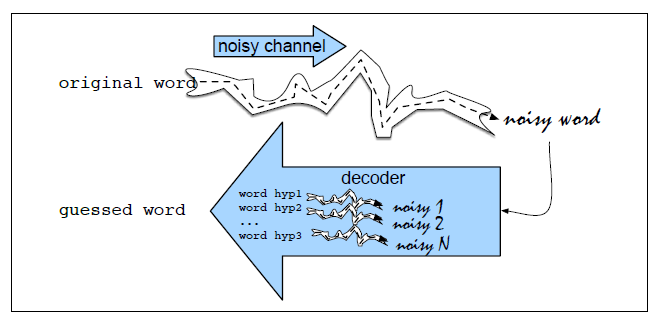 noisy channel
original word
noisy word
decoder
word hyp1 noisy 1
word hyp2 noisy 2
...
word hyp3 noisy N
guessed word